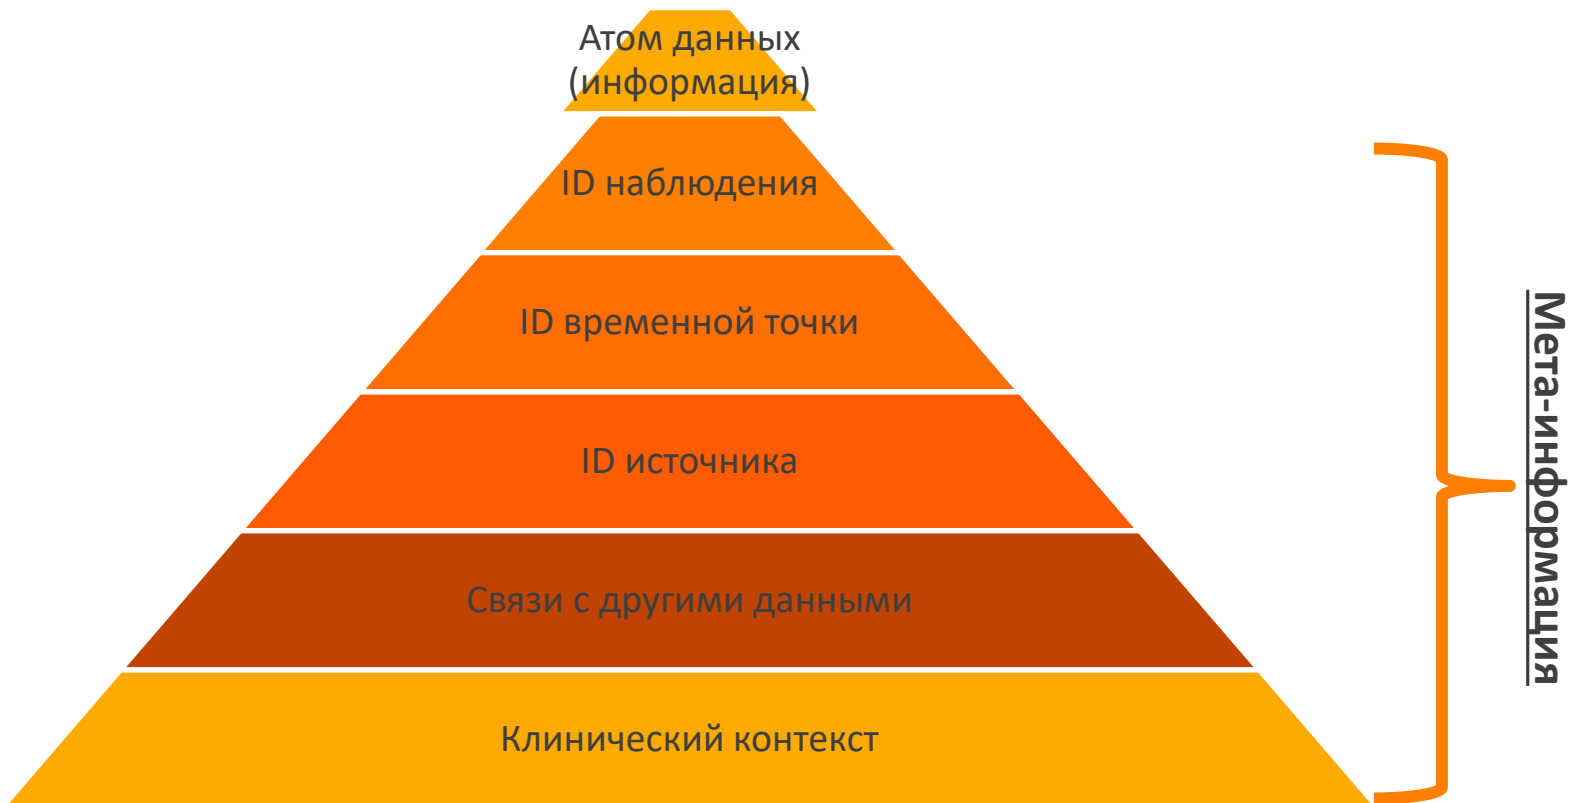 Атом данных
(информация)
ID наблюдения
ID временной точки
ID источника
Связи с другими данными
Клинический контекст
Мета-информация